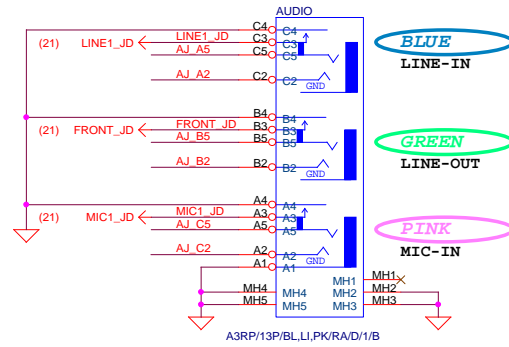 AUDIO
C4 C4
(21) LINE1_JD LINE1_JD C3 C3 BLUE
AJ_A5 C5 C5 LINE-IN
AJ_A2 C2 C2
GND
B4 B4
(21) FRONT_JD FRONT_JD B3 B3 GREEN
AJ_B5 B5 B5 LINE-OUT
AJ_B2 B2 B2
GND
A4 A4
(21) MIC1_JD MIC1_JD A3 A3 PINK
AJ_C5 A5 A5 MIC-IN
AJ_C2 A2 A2
GND
A1 A1
MH1 MH1
MH4 MH4 MH2 MH2
MH5 MH5 MH3 MH3
A3RP/13P/BL,LI,PK/RA/D/1/B